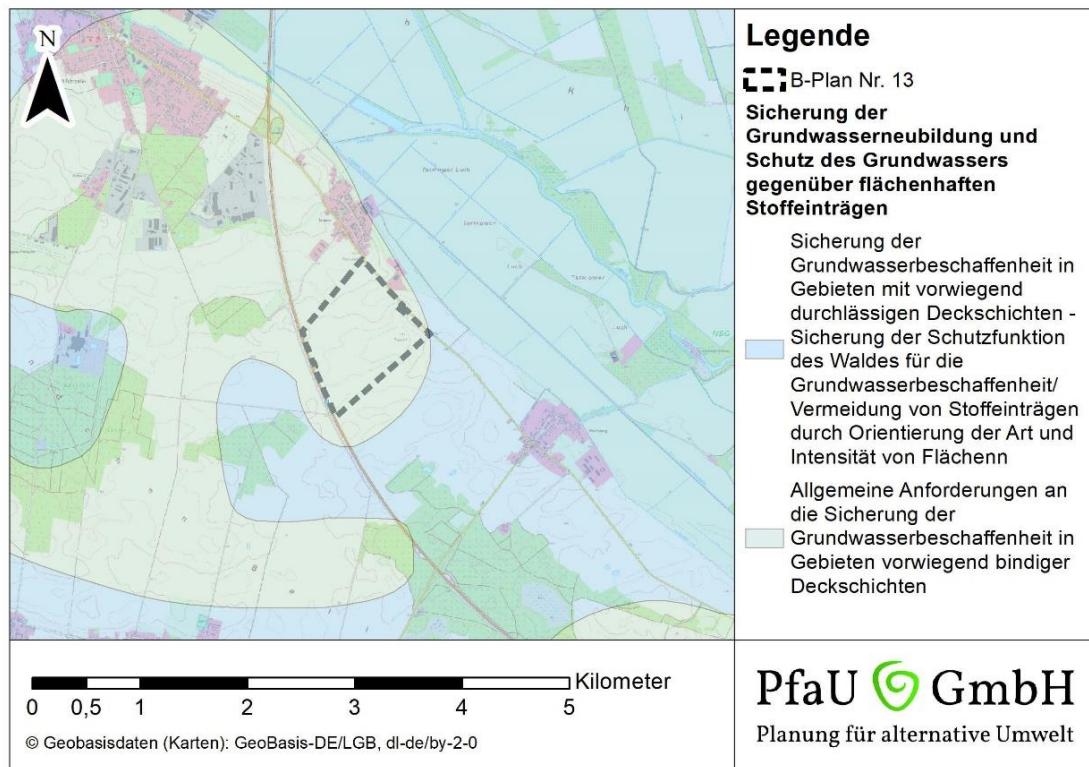 N
Legende
B-Plan Nr. 13
Sicherung der
Grundwasserneubildung und
Schutz des Grundwassers
gegenüber flächenhaften
Stoffeinträgen
Sicherung der
Grundwasserbeschaffenheit in
Gebieten mit vorwiegend
durchlässigen Deckschichten -
Sicherung der Schutzfunktion
des Waldes für die
Grundwasserbeschaffenheit/
Vermeidung von Stoffeinträgen
durch Orientierung der Art und
Intensität von Flächenn
Allgemeine Anforderungen an
die Sicherung der
Grundwasserbeschaffenheit in
Gebieten vorwiegend bindiger
Deckschichten
Kilometer
0 0,5 1 2 3 4 5
© Geobasisdaten (Karten): GeoBasis-DE/LGB, dl-de/by-2-0
PfaU GmbH
Planung für alternative Umwelt